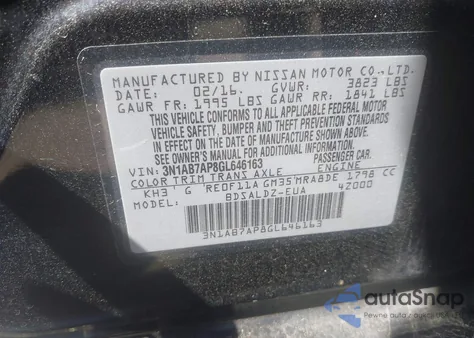 MANUFACTURED BY NISSAN MOTOR CO., LTD.
DATE: 02/16. GVWR: 3823 LBS
GAWR FR: 1995 LBS GAWR RR: 1841 LBS
THIS VEHICLE CONFORMS TO ALL APPLICABLE FEDERAL MOTOR
VEHICLE SAFETY, BUMPER AND THEFT PREVENTION STANDARDS
IN EFFECT ON THE DATE OF MANUFACTURE SHOWN ABOVE.
SEE OWNER'S MANUAL FOR ADDITIONAL INFORMATION.
VIN: 3N1AB7AP8GL646163 PASSENGER CAR
COLOR TRIM TRANS AXLE ENGINE
KH3 G RE0F11A GM35 MRA8DE 1798 CC
BDSALDZ-EUA 4Z000
3N1AB7AP8GL646163
autoSnap